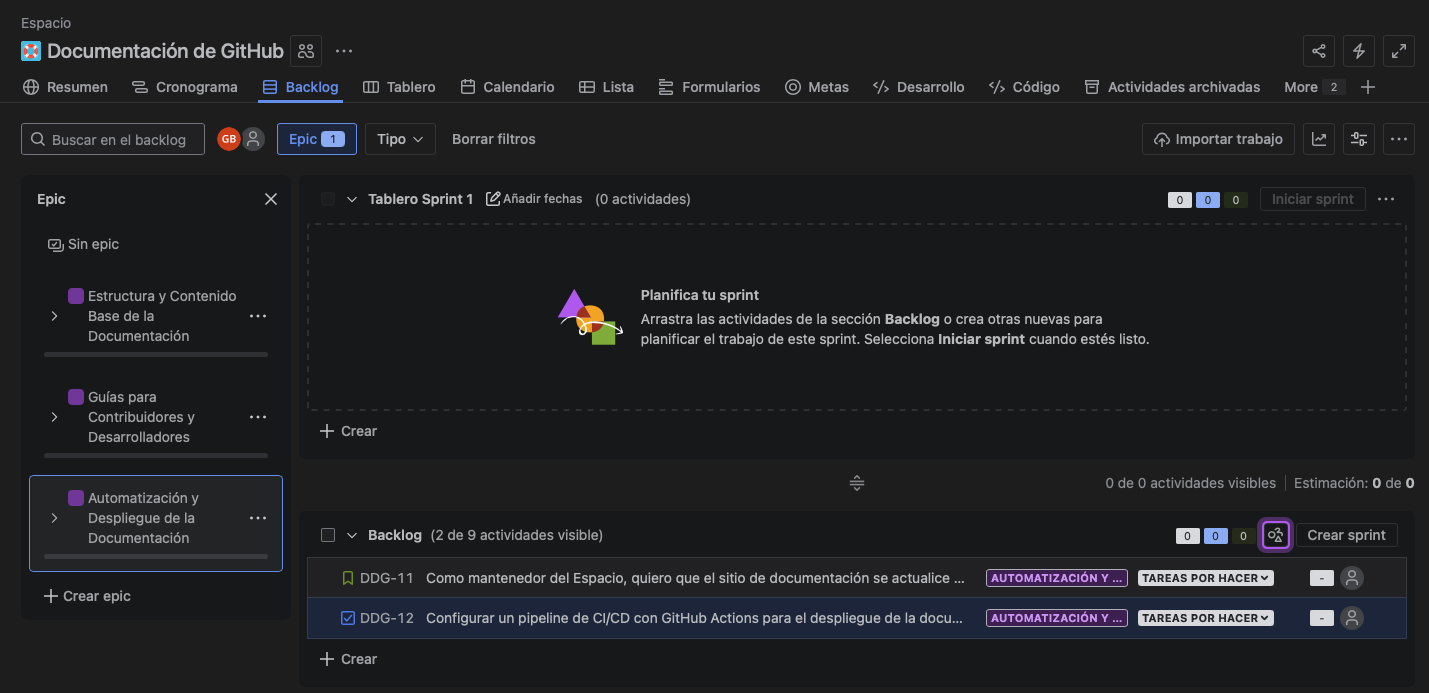 Espacio
Documentación de GitHub
Resumen Cronograma Backlog Tablero Calendario Lista Formularios Metas Desarrollo Código Actividades archivadas More 2
Buscar en el backlog GB Epic 1 Tipo Borrar filtros Importar trabajo
Epic
Sin epic
Estructura y Contenido
Base de la
Documentación
Guías para
Contribuidores y
Desarrolladores
Automatización y
Despliegue de la
Documentación
Crear epic
Tablero Sprint 1 Añadir fechas (0 actividades) 0 0 0 Iniciar sprint
Planifica tu sprint
Arrastra las actividades de la sección Backlog o crea otras nuevas para
planificar el trabajo de este sprint. Selecciona Iniciar sprint cuando estés listo.
Crear
0 de 0 actividades visibles Estimación: 0 de 0
Backlog (2 de 9 actividades visible) 0 0 0 Crear sprint
DDG-11 Como mantenedor del Espacio, quiero que el sitio de documentación se actualice ... AUTOMATIZACIÓN Y ... TAREAS POR HACER -
DDG-12 Configurar un pipeline de CI/CD con GitHub Actions para el despliegue de la docu... AUTOMATIZACIÓN Y ... TAREAS POR HACER -
Crear